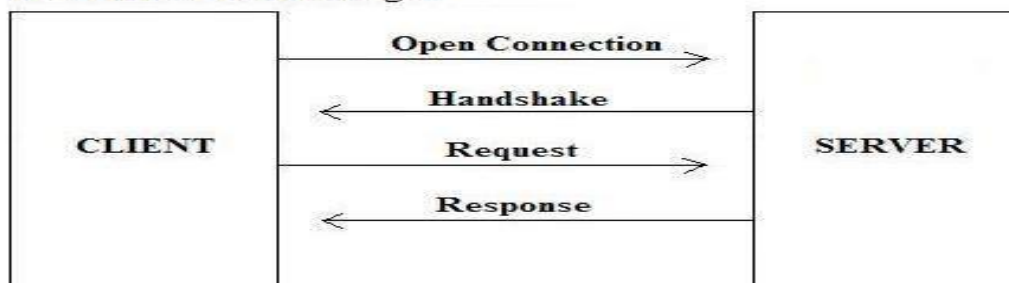 Open Connection
Handshake
CLIENT
Request
SERVER
Response